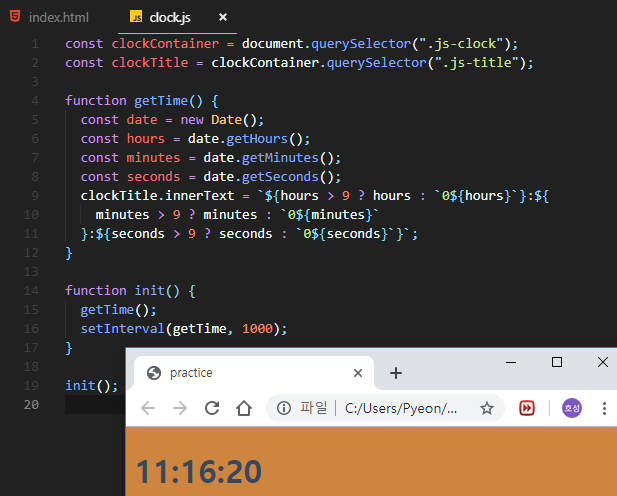 index.html
JS clock.js ×
1 const clockContainer = document.querySelector(".js-clock");
2 const clockTitle = clockContainer.querySelector(".js-title");
3
4 function getTime() {
5 const date = new Date();
6 const hours = date.getHours();
7 const minutes = date.getMinutes();
8 const seconds = date.getSeconds();
9 clockTitle.innerText = `${hours > 9 ? hours : `0${hours}`}:${
10 minutes > 9 ? minutes : `0${minutes}`
11 }:${seconds > 9 ? seconds : `0${seconds}`}`;
12 }
13
14 function init() {
15 getTime();
16 setInterval(getTime, 1000);
17 }
18
19 init();
20
practice
파일 C:/Users/Pyeon/... 호성
11:16:20